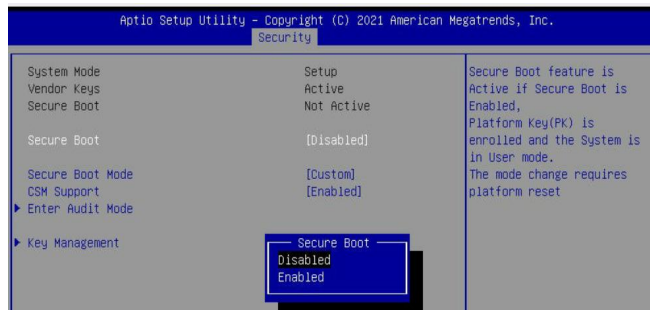 Aptio Setup Utility – Copyright (C) 2021 American Megatrends, Inc.
Security
System Mode Setup
Vendor Keys Active
Secure Boot Not Active
Secure Boot [Disabled]
Secure Boot Mode [Custom]
CSM Support [Enabled]
Enter Audit Mode
Key Management
Secure Boot
Disabled
Enabled
Secure Boot feature is
Active if Secure Boot is
Enabled,
Platform Key(PK) is
enrolled and the System is
in User mode.
The mode change requires
platform reset